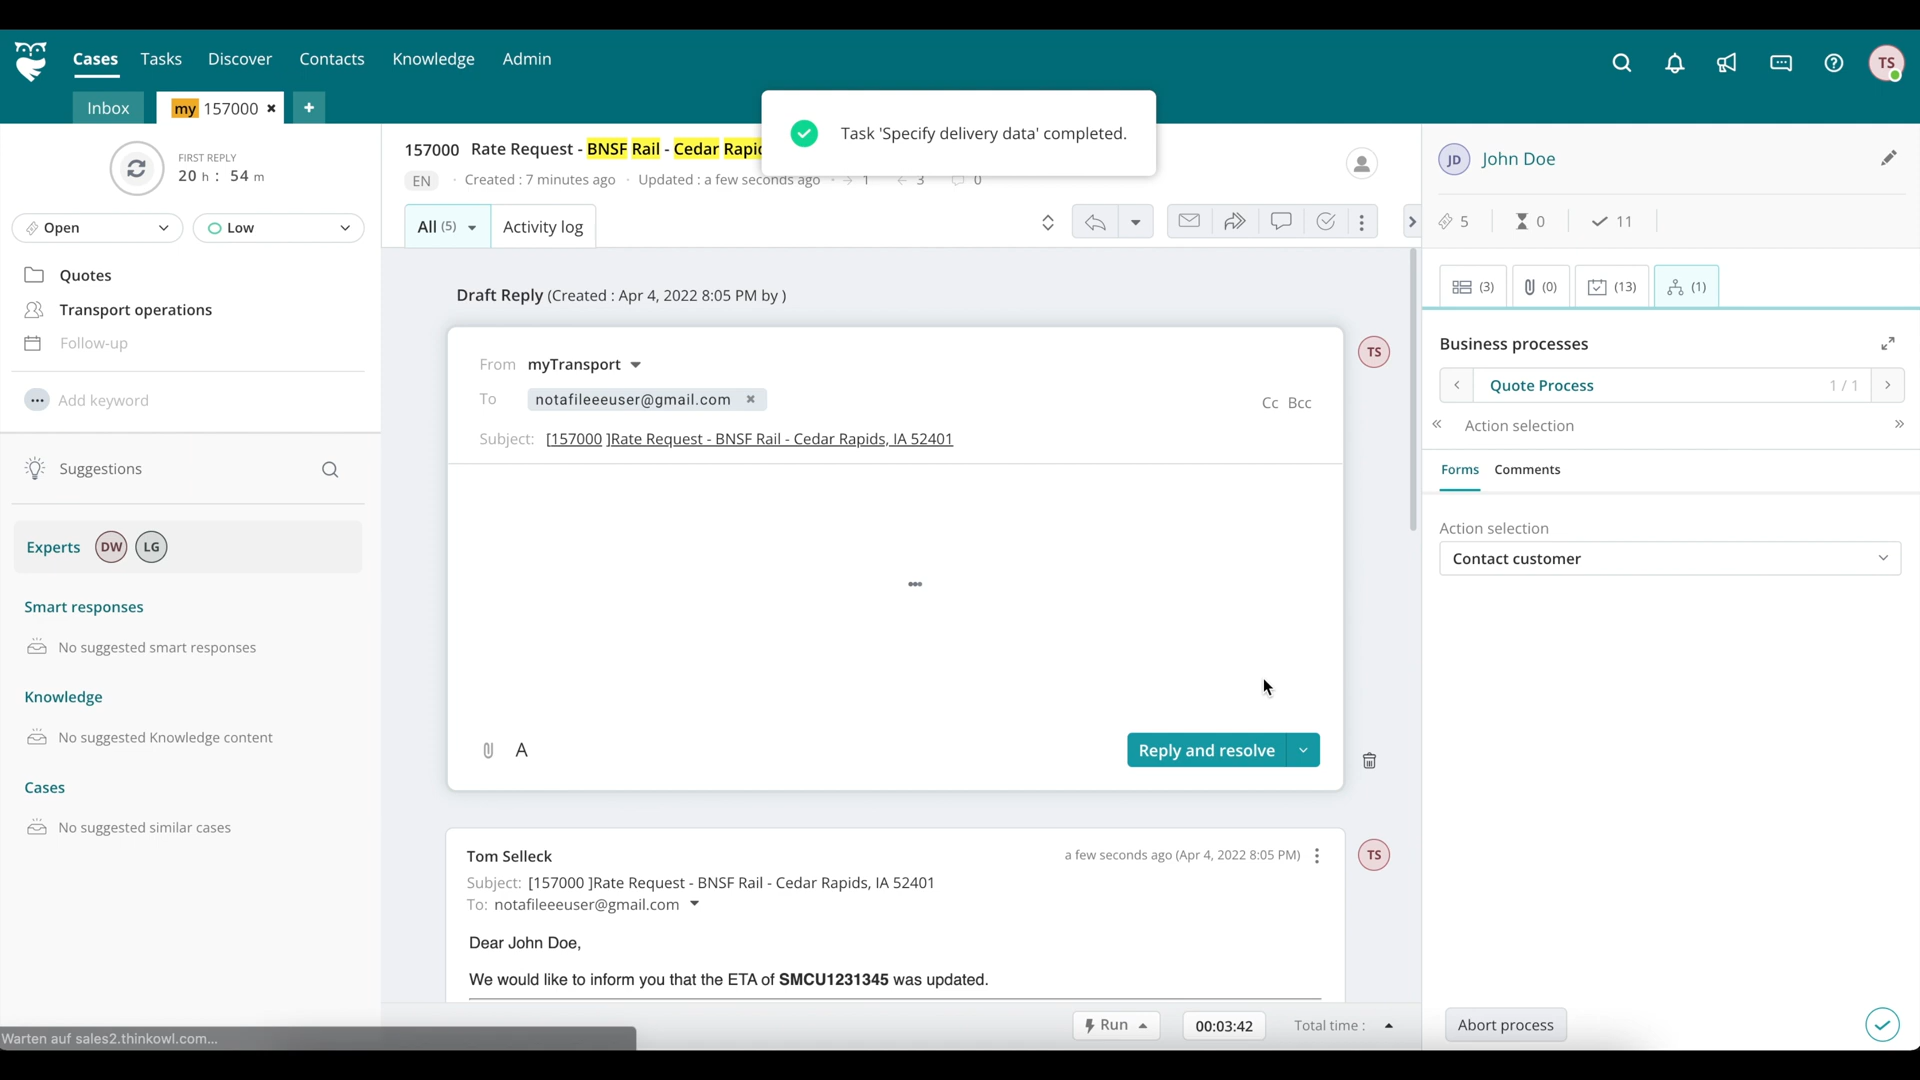 Cases Tasks Discover Contacts Knowledge Admin
TS
Inbox my 157000 × +
Task 'Specify delivery data' completed.
FIRST REPLY
20 h : 54 m
Open Low
Quotes
Transport operations
Follow-up
Add keyword
Suggestions
Experts DW LG
Smart responses
No suggested smart responses
Knowledge
No suggested Knowledge content
Cases
No suggested similar cases
Warten auf sales2.thinkowl.com...
157000 Rate Request - BNSF Rail - Cedar Rapid
EN · Created : 7 minutes ago · Updated : a few seconds ago · 1 3 0
All (5) Activity log
Draft Reply (Created : Apr 4, 2022 8:05 PM by )
From myTransport
TS
To notafileeeuser@gmail.com ×
Cc Bcc
Subject: [157000 ]Rate Request - BNSF Rail - Cedar Rapids, IA 52401
A
Reply and resolve
Tom Selleck
a few seconds ago (Apr 4, 2022 8:05 PM)
TS
Subject: [157000 ]Rate Request - BNSF Rail - Cedar Rapids, IA 52401
To: notafileeeuser@gmail.com
Dear John Doe,
We would like to inform you that the ETA of SMCU1231345 was updated.
Run 00:03:42 Total time :
JD John Doe
5 0 11
(3) (0) (13) (1)
Business processes
Quote Process 1 / 1
« Action selection »
Forms Comments
Action selection
Contact customer
Abort process